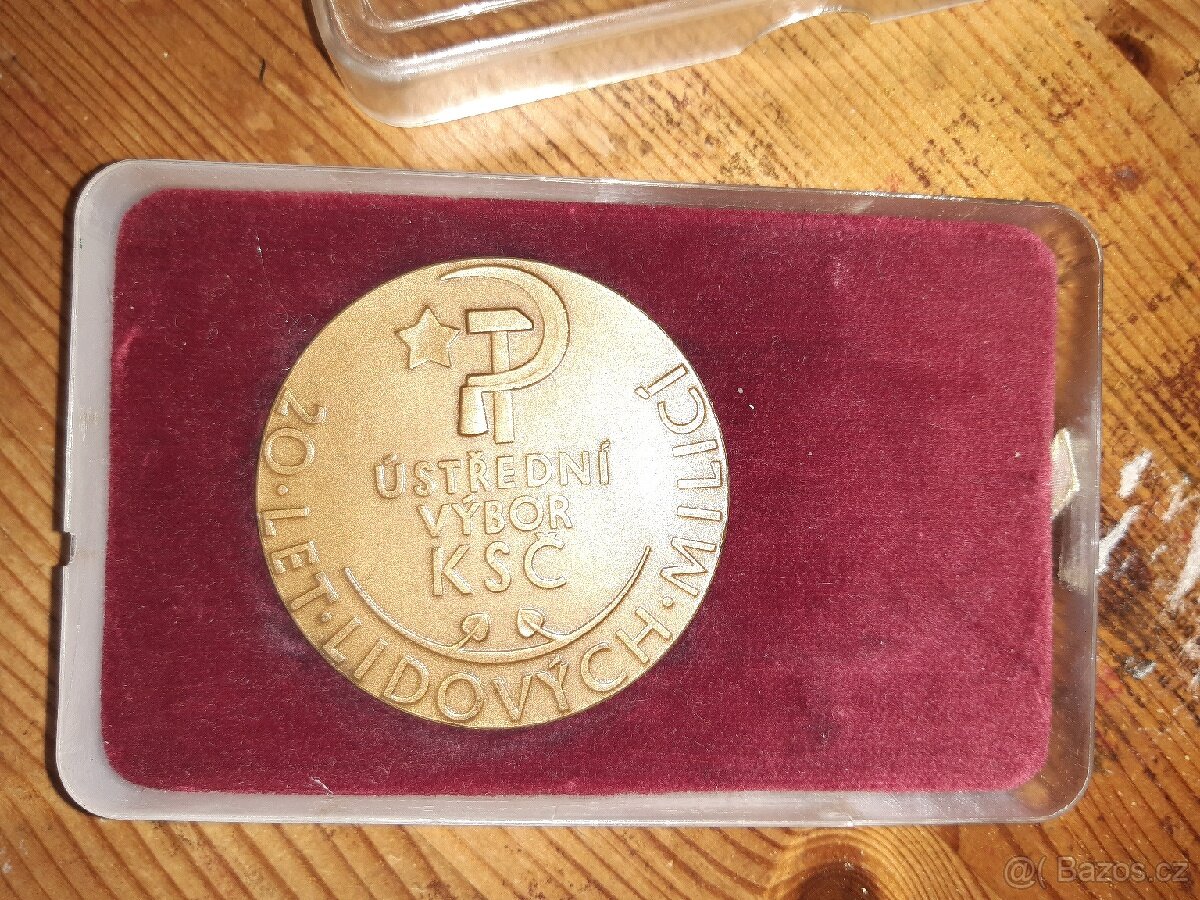 ÚSTŘEDNÍ
VÝBOR
KSČ
20·LET·LIDOVÝCH·MILICÍ
@( Bazos.cz